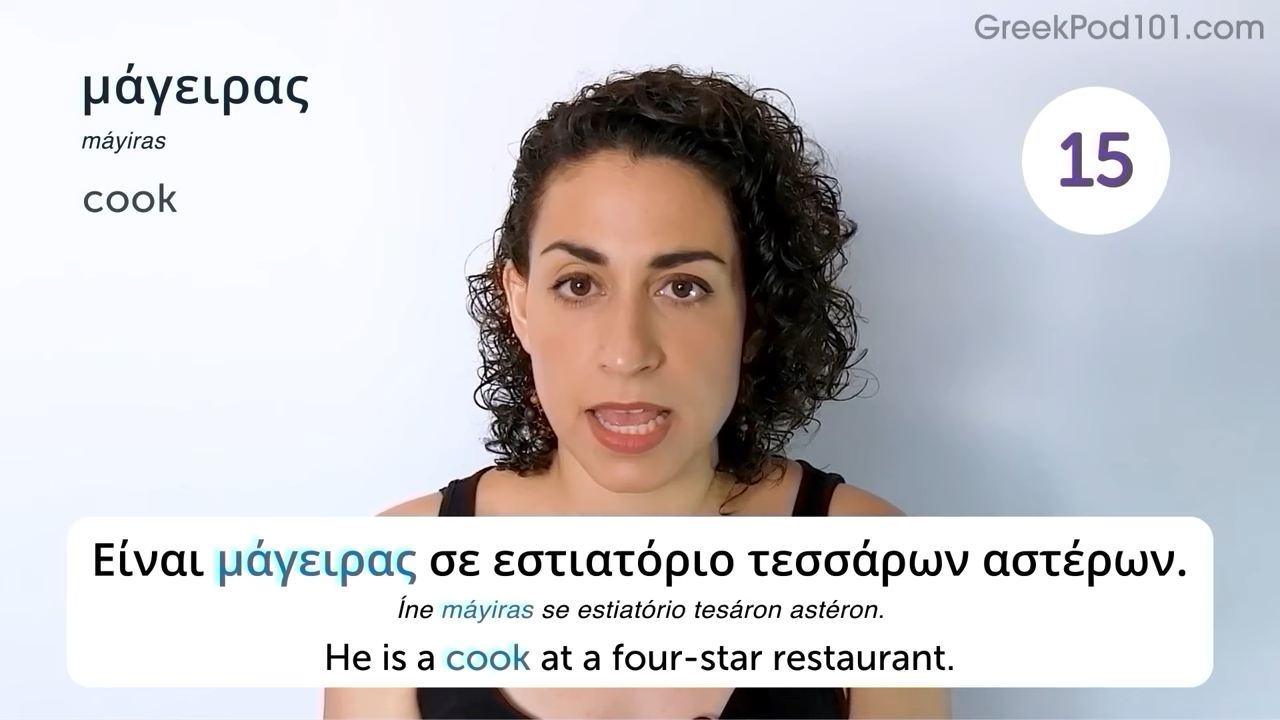 GreekPod101.com
μάγειρας
máyiras
cook
15
Είναι μάγειρας σε εστιατόριο τεσσάρων αστέρων.
Íne máyiras se estiatório tesáron astéron.
He is a cook at a four-star restaurant.